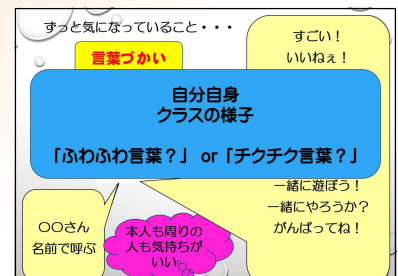 ずっと気になっていること・・・
言葉づかい
すごい！
いいねぇ！
自分自身
クラスの様子
「ふわふわ言葉？」 or「チクチク言葉？」
一緒に遊ぼう！
一緒にやろうか？
がんばってね！
〇〇さん
名前で呼ぶ
本人も周りの
人も気持ちが
いい